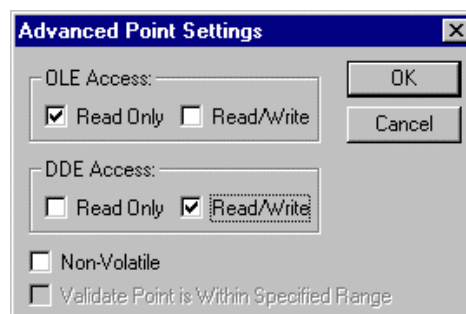 Advanced Point Settings
OLE Access:
OK
Read Only Read/Write
Cancel
DDE Access:
Read Only Read/Write
Non-Volatile
Validate Point is Within Specified Range